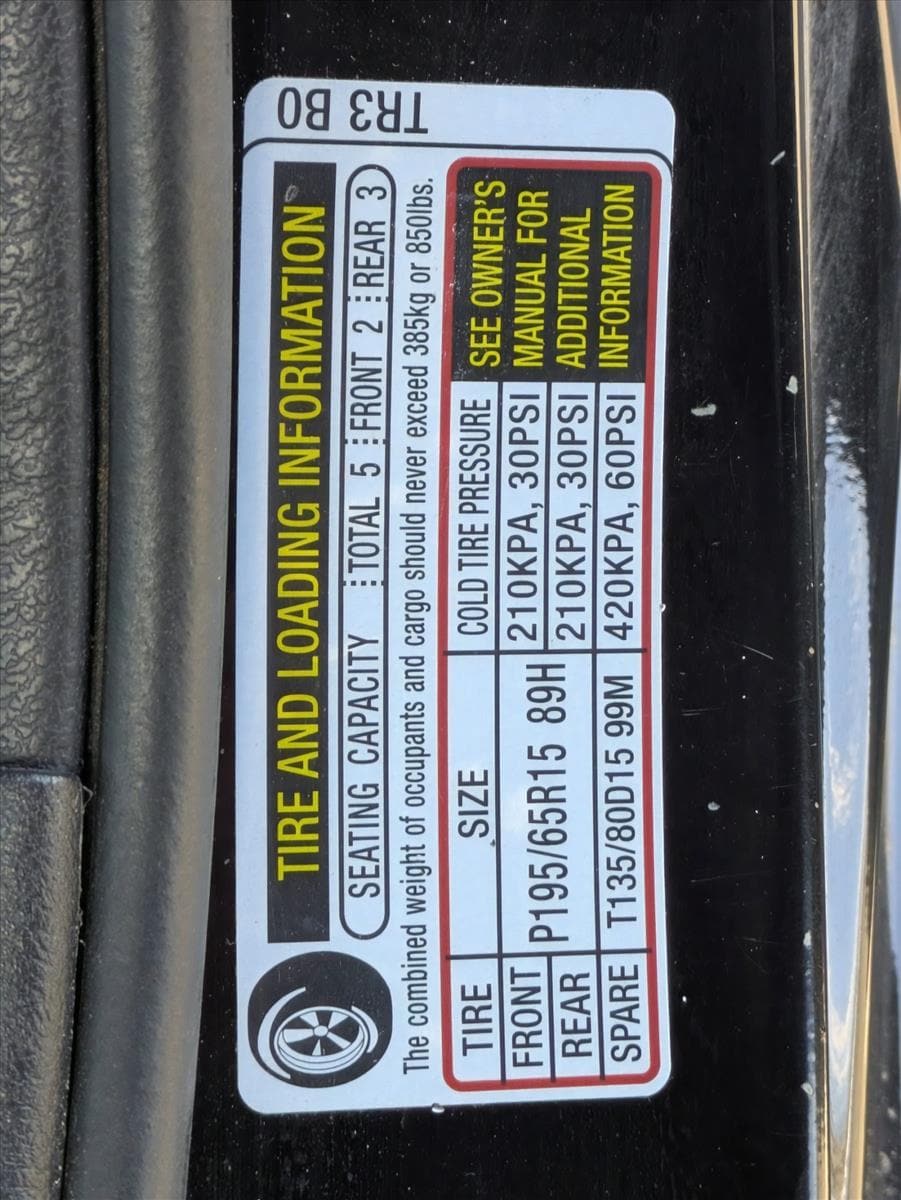 TIRE AND LOADING INFORMATION
SEATING CAPACITY TOTAL 5 FRONT 2 REAR 3
The combined weight of occupants and cargo should never exceed 385kg or 850lbs.
TIRE SIZE COLD TIRE PRESSURE
FRONT P195/65R15 89H 210KPA, 30PSI
REAR 210KPA, 30PSI
SPARE T135/80D15 99M 420KPA, 60PSI
SEE OWNER'S
MANUAL FOR
ADDITIONAL
INFORMATION
TR3 B0